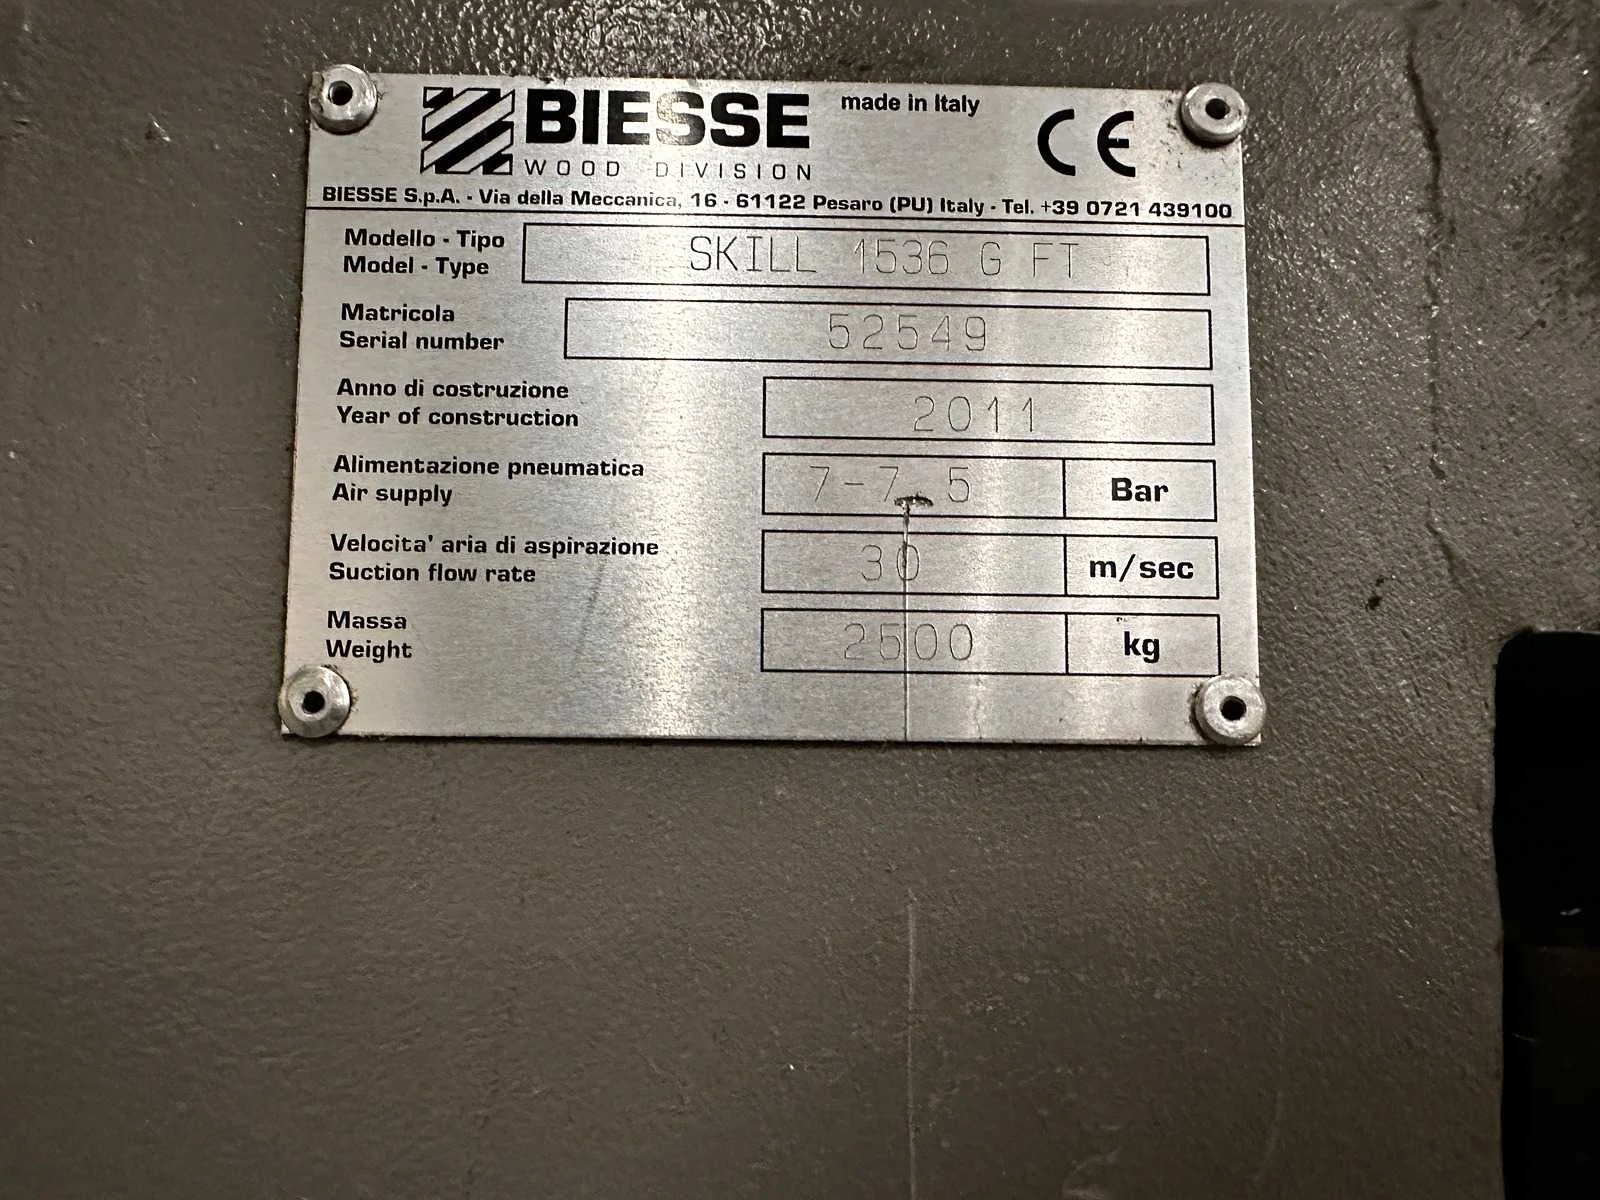 BIESSE made in Italy CE
WOOD DIVISION
BIESSE S.p.A. - Via della Meccanica, 16 - 61122 Pesaro (PU) Italy - Tel. +39 0721 439100
Modello - Tipo
Model - Type
SKILL 1536 G FT
Matricola
Serial number
52549
Anno di costruzione
Year of construction
2011
Alimentazione pneumatica
Air supply
7-7.5 Bar
Velocita' aria di aspirazione
Suction flow rate
30 m/sec
Massa
Weight
2500 kg